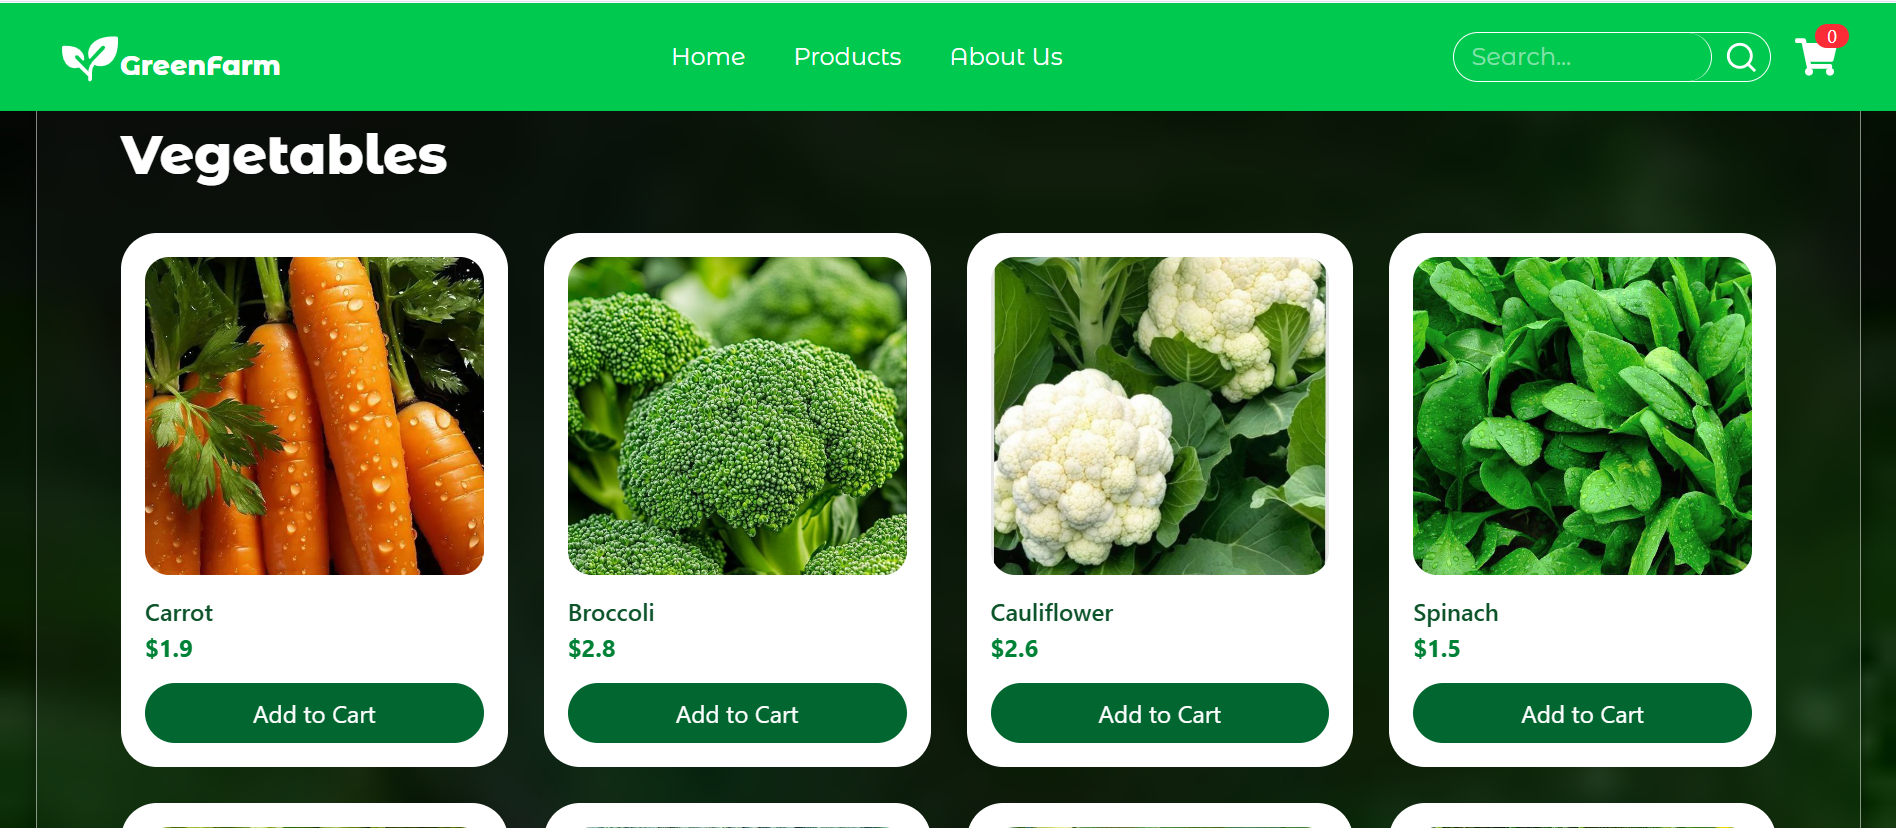 GreenFarm
Home
Products
About Us
Search...
0
Vegetables
Carrot
$1.9
Add to Cart
Broccoli
$2.8
Add to Cart
Cauliflower
$2.6
Add to Cart
Spinach
$1.5
Add to Cart